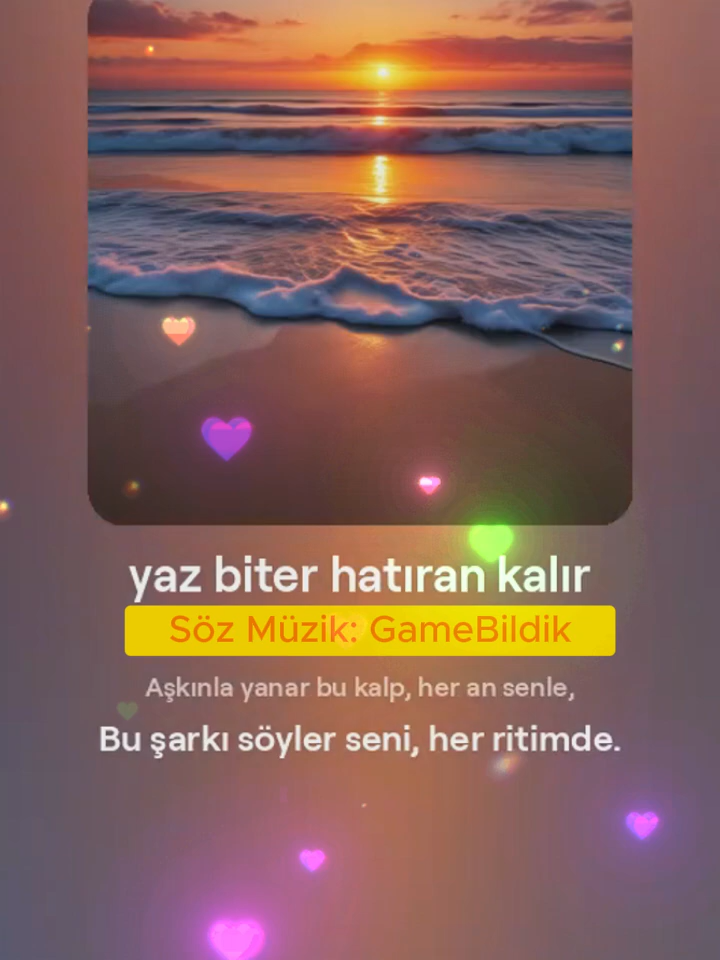 yaz biter hatıran kalır
Söz Müzik: GameBildik
Aşkınla yanar bu kalp, her an senle,
Bu şarkı söyler seni, her ritimde.